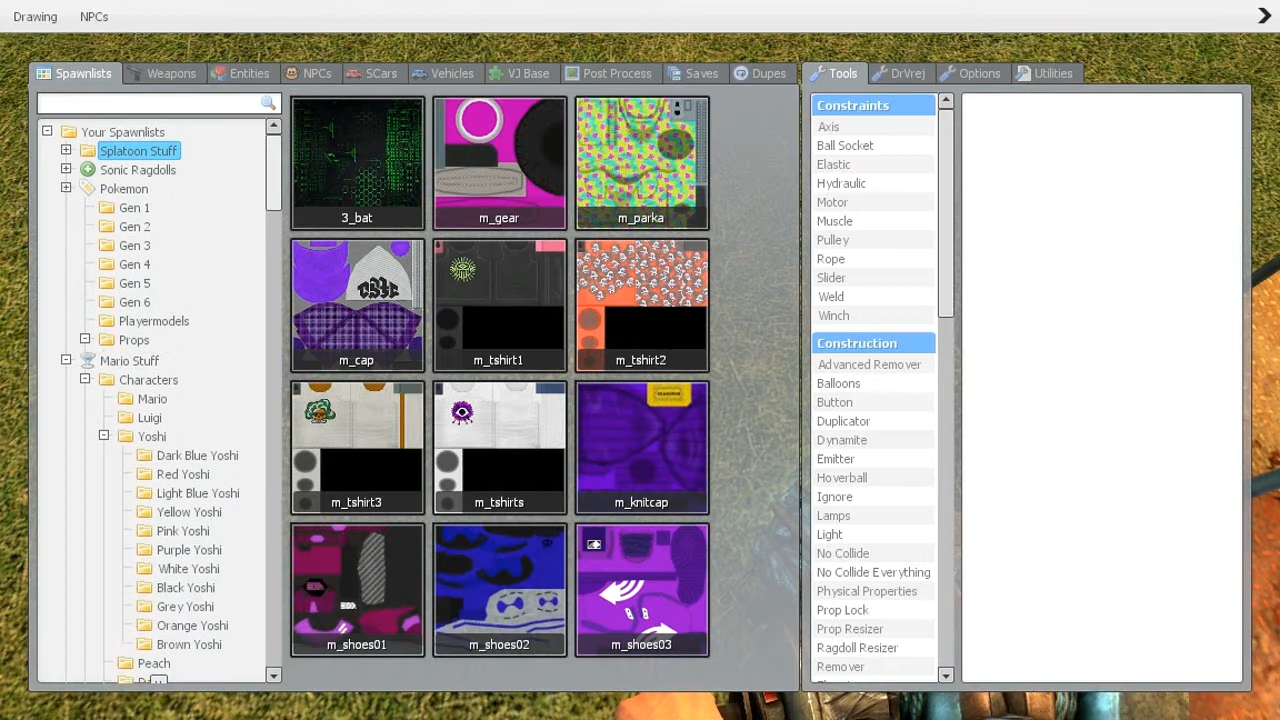 Drawing NPCs
Spawnlists Weapons Entities NPCs SCars Vehicles VJ Base Post Process Saves Dupes
Tools DrVrej Options Utilities
Your Spawnlists
Splatoon Stuff
Sonic Ragdolls
Pokemon
Gen 1
Gen 2
Gen 3
Gen 4
Gen 5
Gen 6
Playermodels
Props
Mario Stuff
Characters
Mario
Luigi
Yoshi
Dark Blue Yoshi
Red Yoshi
Light Blue Yoshi
Yellow Yoshi
Pink Yoshi
Purple Yoshi
White Yoshi
Black Yoshi
Grey Yoshi
Orange Yoshi
Brown Yoshi
Peach
3_bat m_gear m_parka
m_cap m_tshirt1 m_tshirt2
m_tshirt3 m_tshirts m_knitcap
m_shoes01 m_shoes02 m_shoes03
Constraints
Axis
Ball Socket
Elastic
Hydraulic
Motor
Muscle
Pulley
Rope
Slider
Weld
Winch
Construction
Advanced Remover
Balloons
Button
Duplicator
Dynamite
Emitter
Hoverball
Ignore
Lamps
Light
No Collide
No Collide Everything
Physical Properties
Prop Lock
Prop Resizer
Ragdoll Resizer
Remover